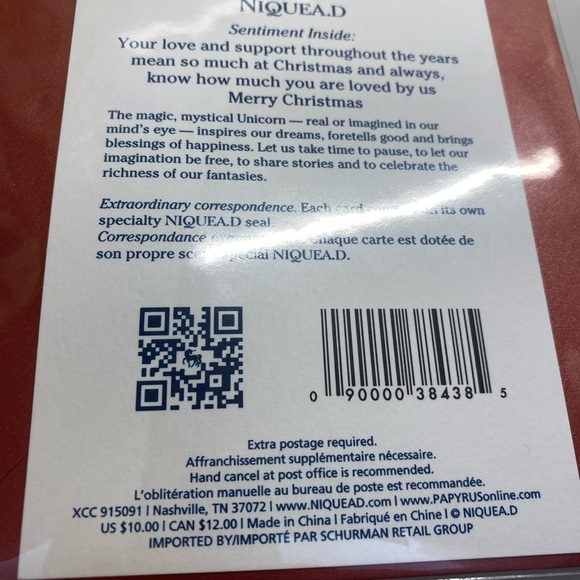 NIQUEA.D
Sentiment Inside:
Your love and support throughout the years
mean so much at Christmas and always,
know how much you are loved by us
Merry Christmas
The magic, mystical Unicorn — real or imagined in our
mind's eye — inspires our dreams, foretells good and brings
blessings of happiness. Let us take time to pause, to let our
imagination be free, to share stories and to celebrate the
richness of our fantasies.
Extraordinary correspondence. Each card its own
specialty NIQUEA.D seal.
Correspondance chaque carte est dotée de
son propre spécial NIQUEA.D.
0 90000 38438 5
Extra postage required.
Affranchissement supplémentaire nécessaire.
Hand cancel at post office is recommended.
L'oblitération manuelle au bureau de poste est recommandée.
XCC 915091 | Nashville, TN 37072 | www.NIQUEAD.com | www.PAPYRUSonline.com
US $10.00 | CAN $12.00 | Made in China | Fabriqué en Chine | © NIQUEA.D
IMPORTED BY/IMPORTÉ PAR SCHURMAN RETAIL GROUP